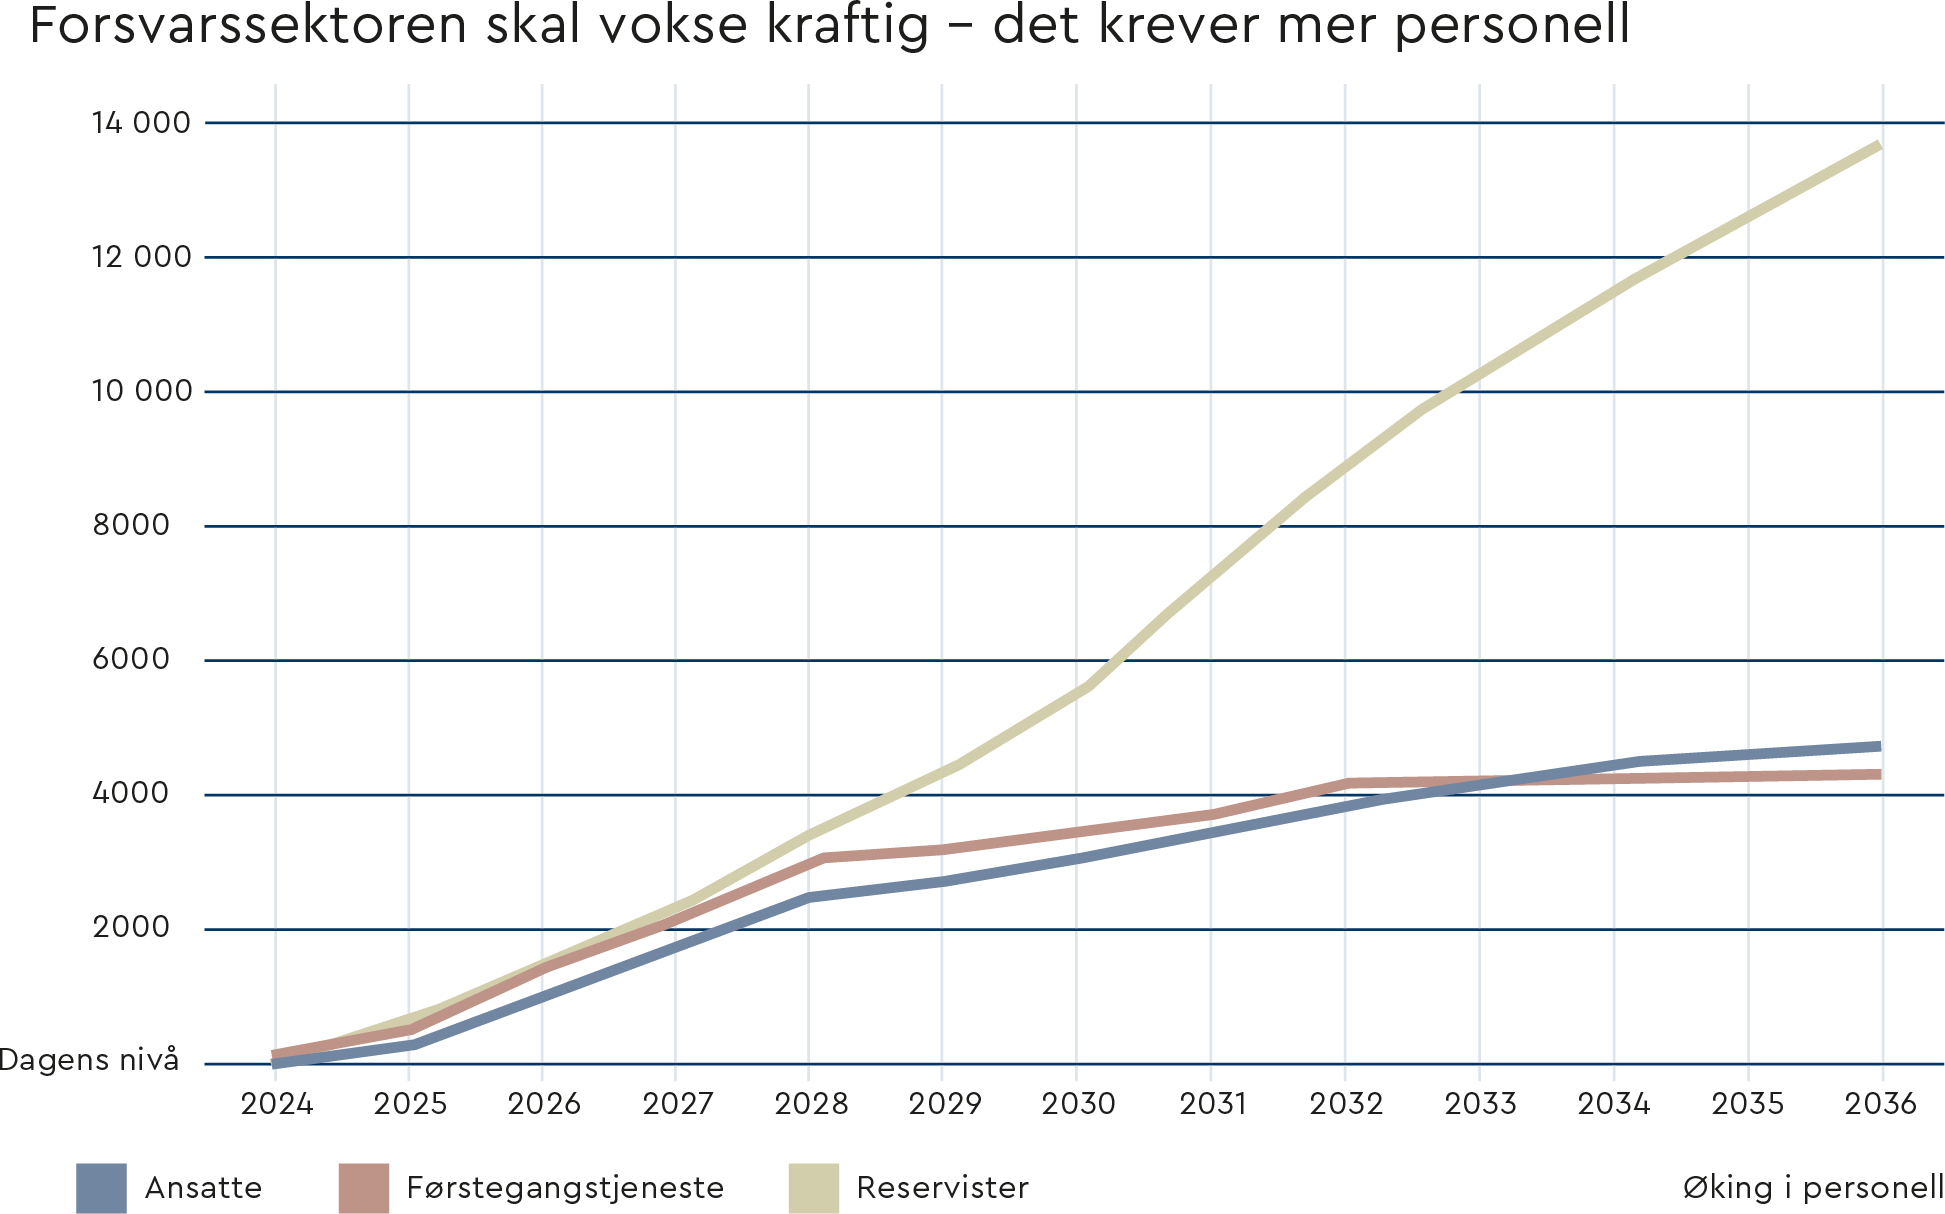 Forsvarssektoren skal vokse kraftig – det krever mer personell
14 000
12 000
10 000
8000
6000
4000
2000
Dagens nivå
2024 2025 2026 2027 2028 2029 2030 2031 2032 2033 2034 2035 2036
Ansatte Førstegangstjeneste Reservister Øking i personell